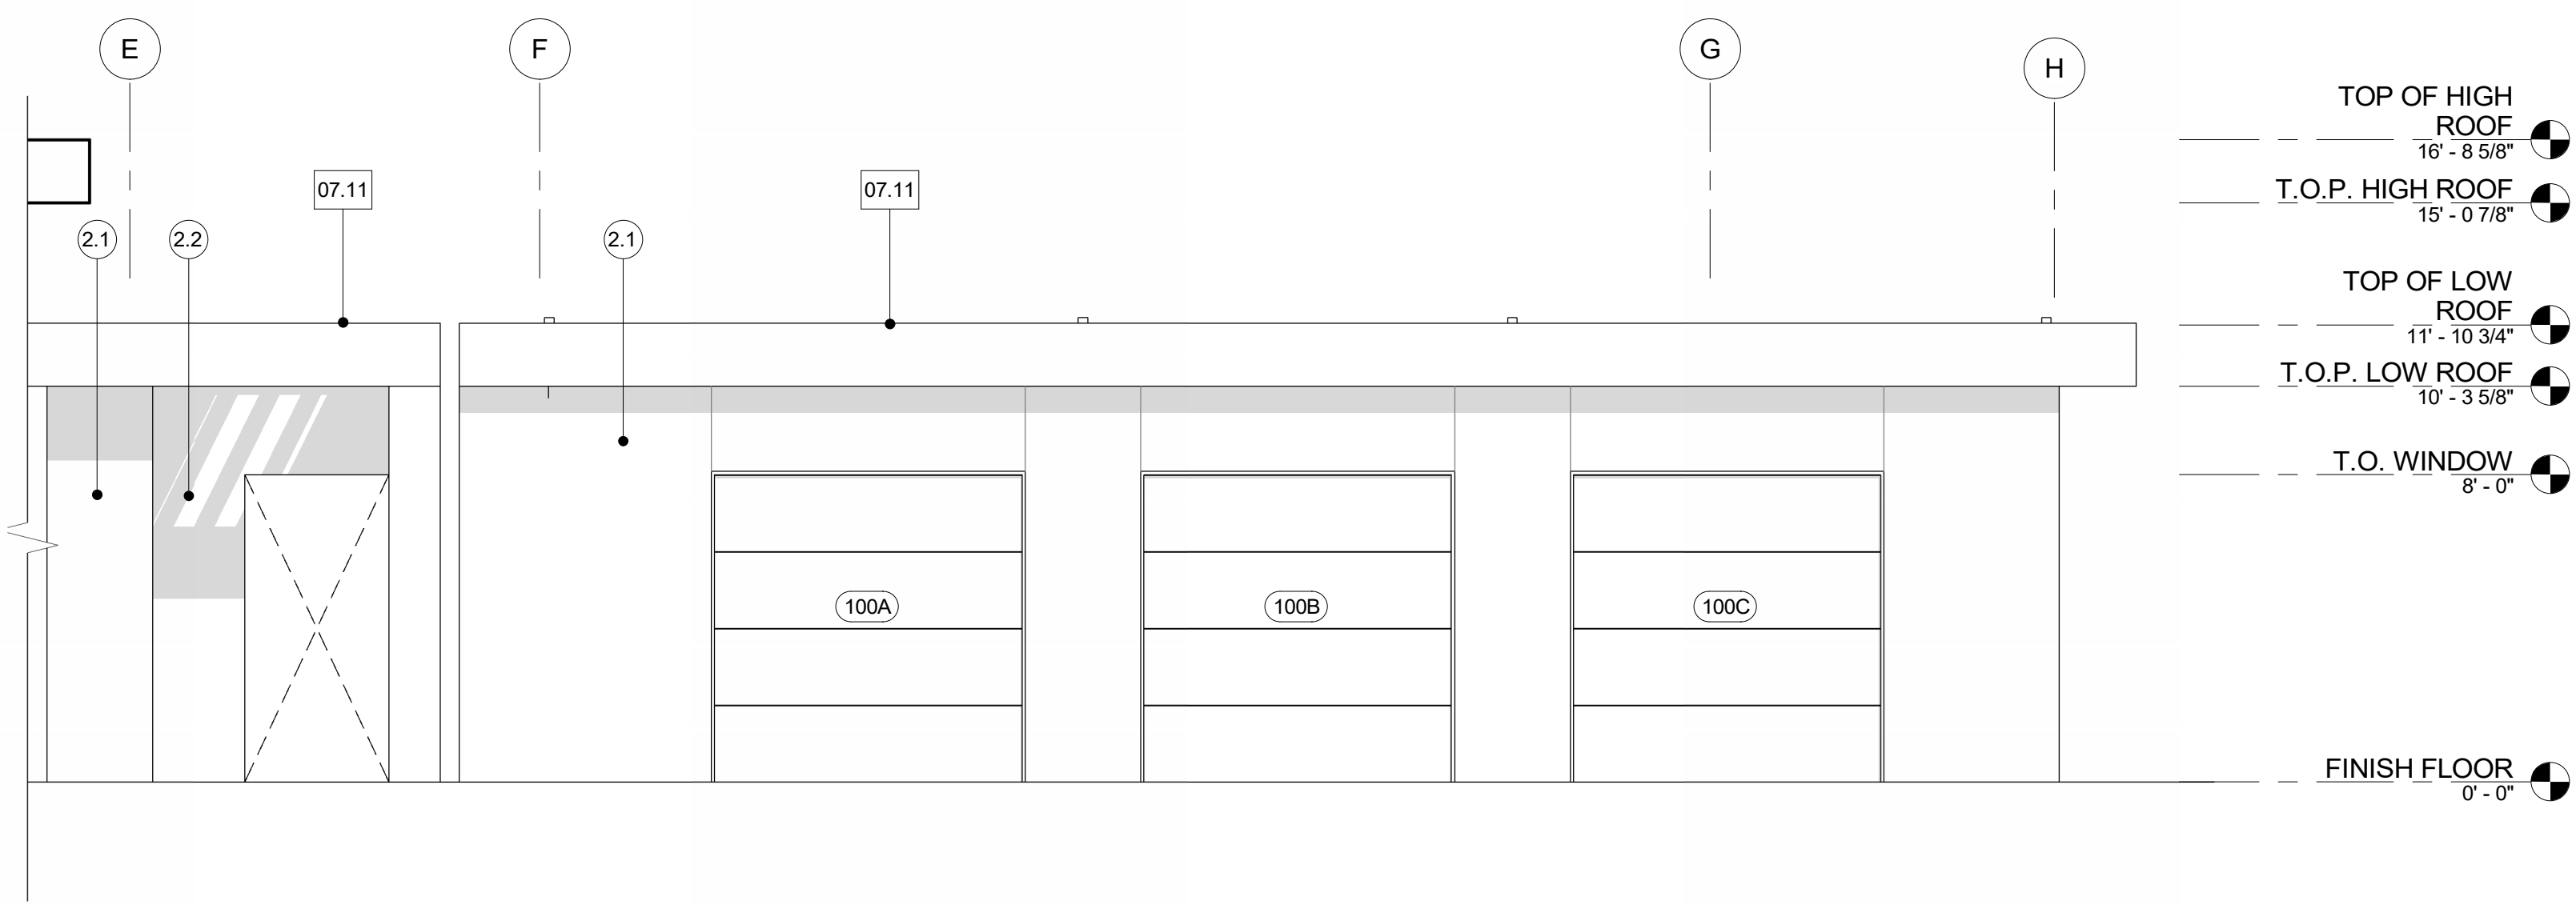 E
F
G
H
TOP OF HIGH
ROOF
16' - 8 5/8"
07.11
07.11
T.O.P. HIGH ROOF
15' - 0 7/8"
2.1
2.2
2.1
TOP OF LOW
ROOF
11' - 10 3/4"
T.O.P. LOW ROOF
10' - 3 5/8"
T.O. WINDOW
8' - 0"
100A
100B
100C
FINISH FLOOR
0' - 0"